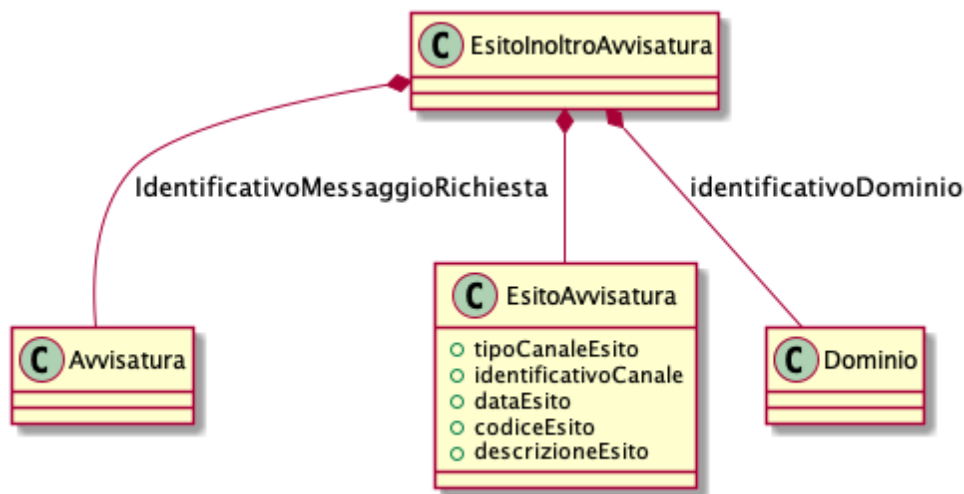 C EsitoInoltroAvvisatura
IdentificativoMessaggioRichiesta
identificativoDominio
C EsitoAvvisatura
tipoCanaleEsito
identificativoCanale
dataEsito
codiceEsito
descrizioneEsito
C Avvisatura
C Dominio